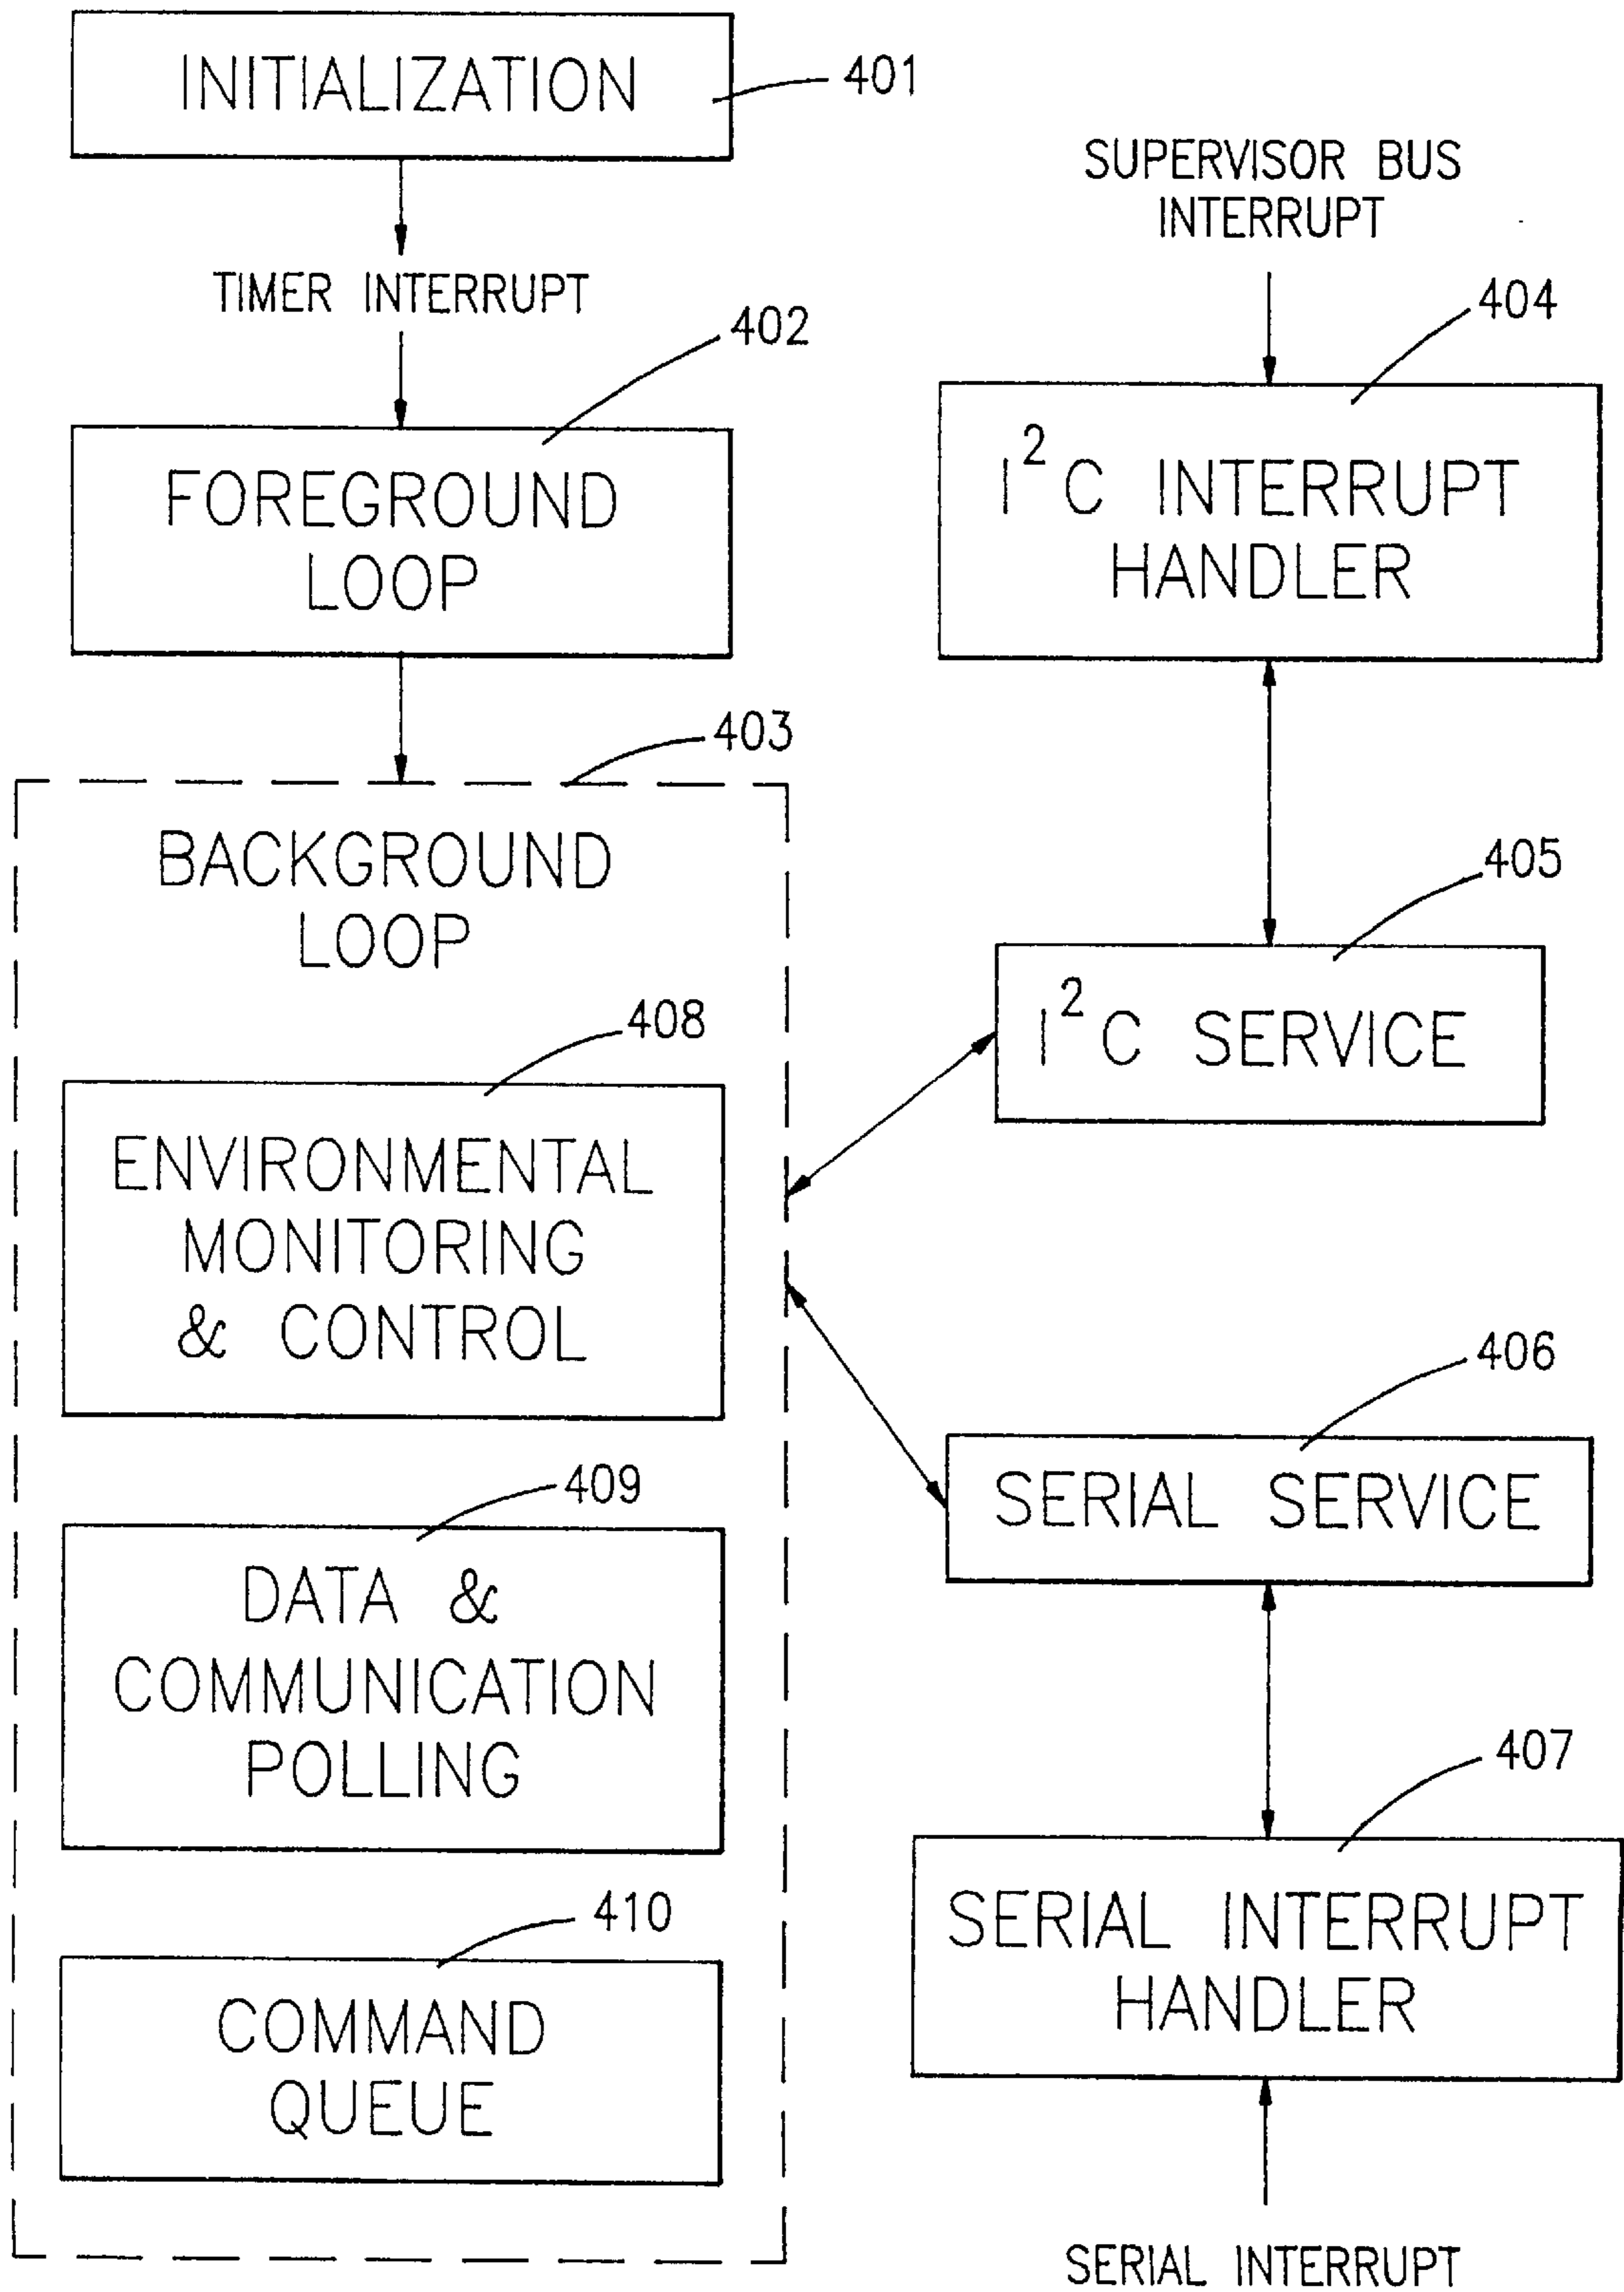 INITIALIZATION
401
TIMER INTERRUPT
402
FOREGROUND
LOOP
403
BACKGROUND
LOOP
408
ENVIRONMENTAL
MONITORING
& CONTROL
409
DATA &
COMMUNICATION
POLLING
410
COMMAND
QUEUE
SUPERVISOR BUS
INTERRUPT
404
I²C INTERRUPT
HANDLER
405
I²C SERVICE
406
SERIAL SERVICE
407
SERIAL INTERRUPT
HANDLER
SERIAL INTERRUPT